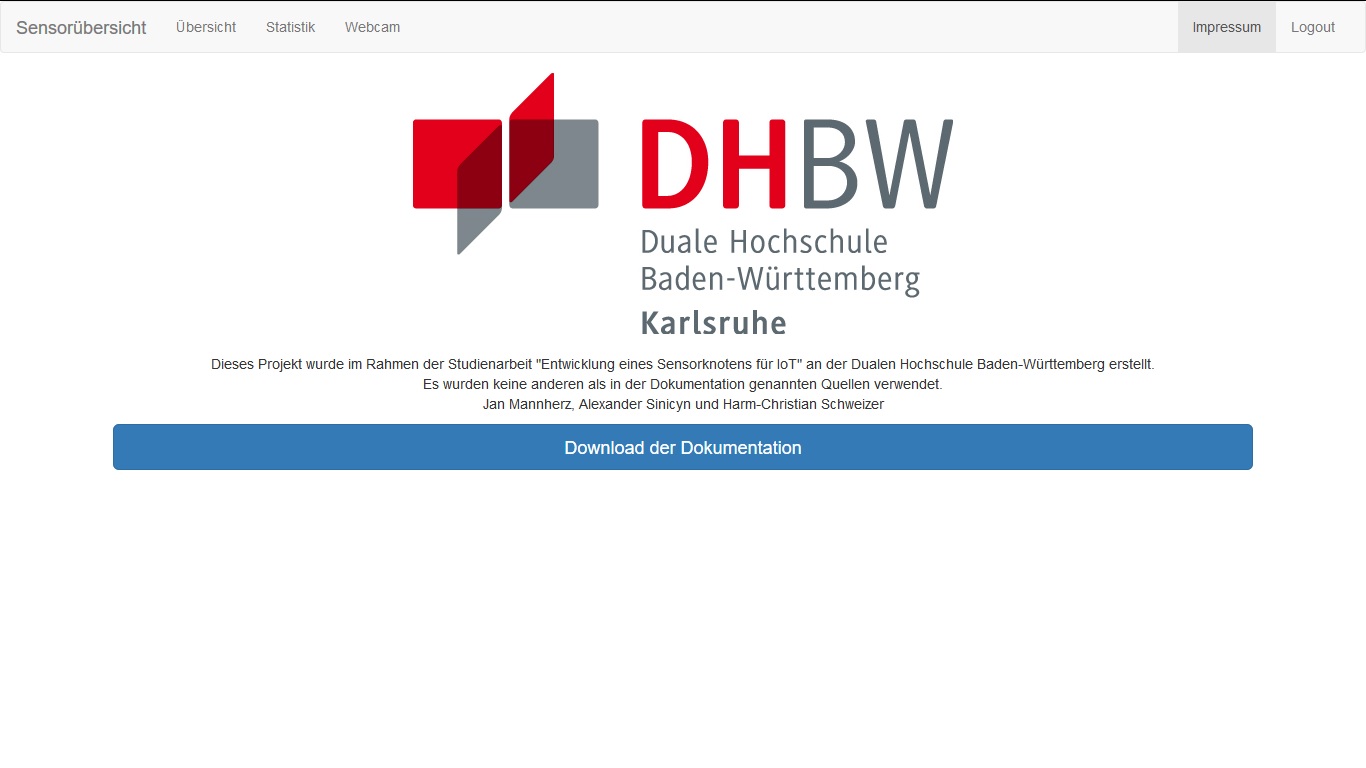 Sensorübersicht Übersicht Statistik Webcam Impressum Logout
DHBW
Duale Hochschule
Baden-Württemberg
Karlsruhe
Dieses Projekt wurde im Rahmen der Studienarbeit "Entwicklung eines Sensorknotens für IoT" an der Dualen Hochschule Baden-Württemberg erstellt.
Es wurden keine anderen als in der Dokumentation genannten Quellen verwendet.
Jan Mannherz, Alexander Sinicyn und Harm-Christian Schweizer
Download der Dokumentation